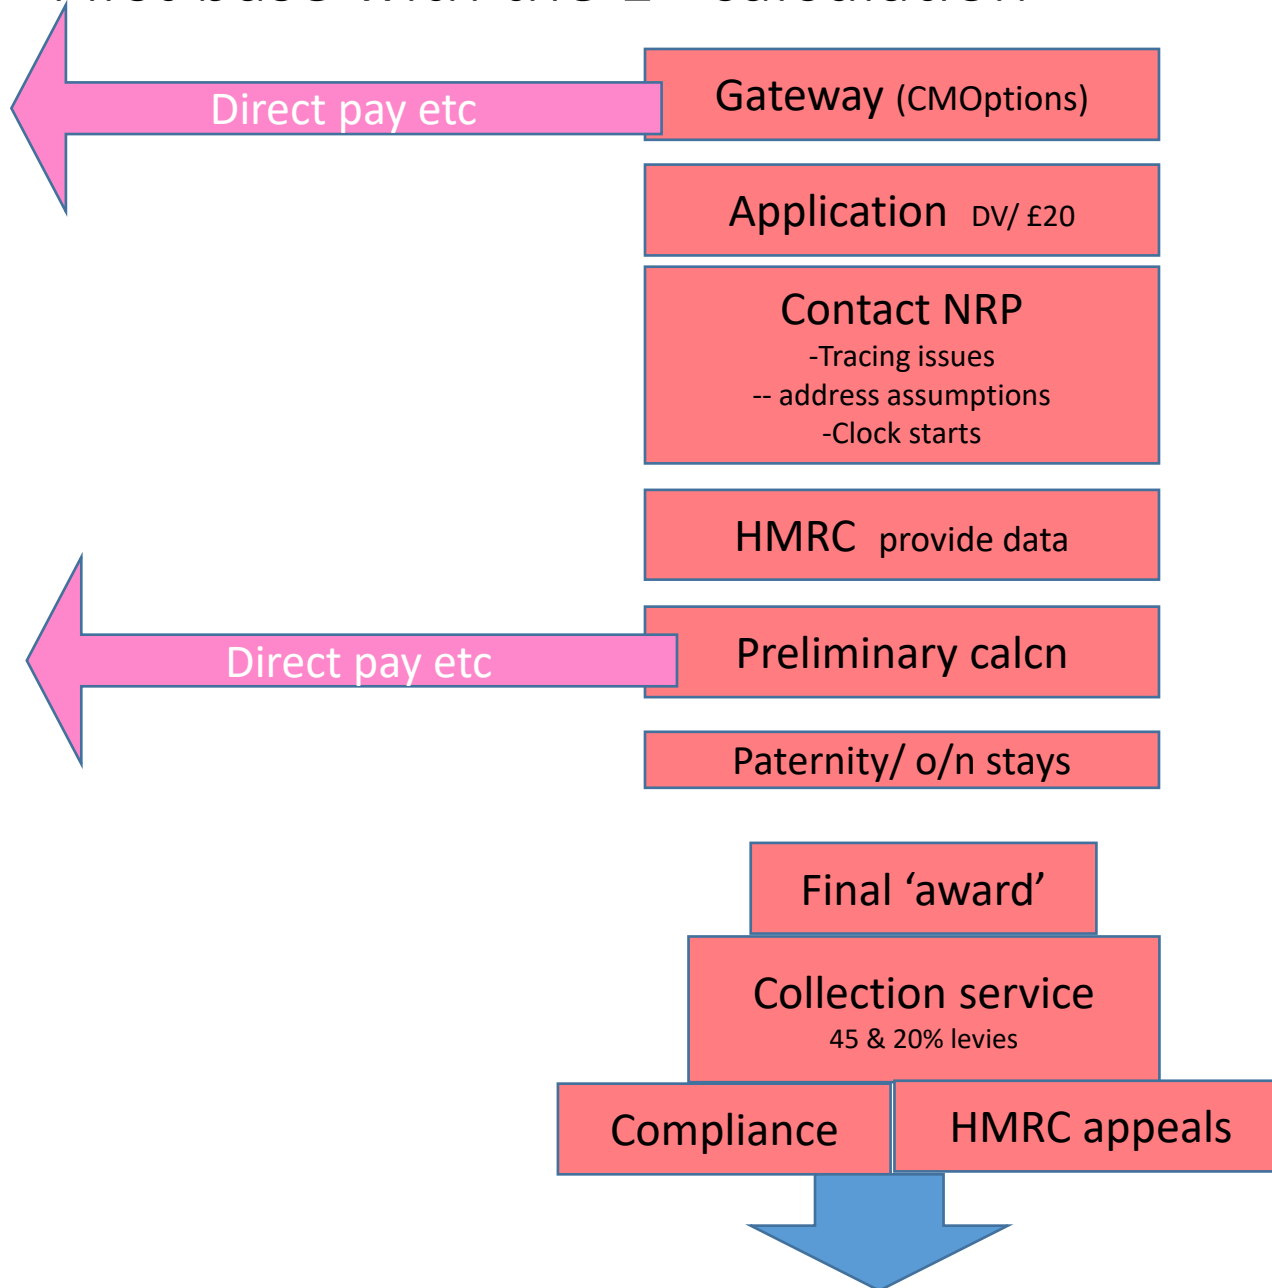 Direct pay etc
Gateway (CMOptions)
Application DV/ £20
Contact NRP
-Tracing issues
-- address assumptions
-Clock starts
HMRC provide data
Direct pay etc
Preliminary calcn
Paternity/ o/n stays
Final ‘award’
Collection service
45 & 20% levies
Compliance
HMRC appeals